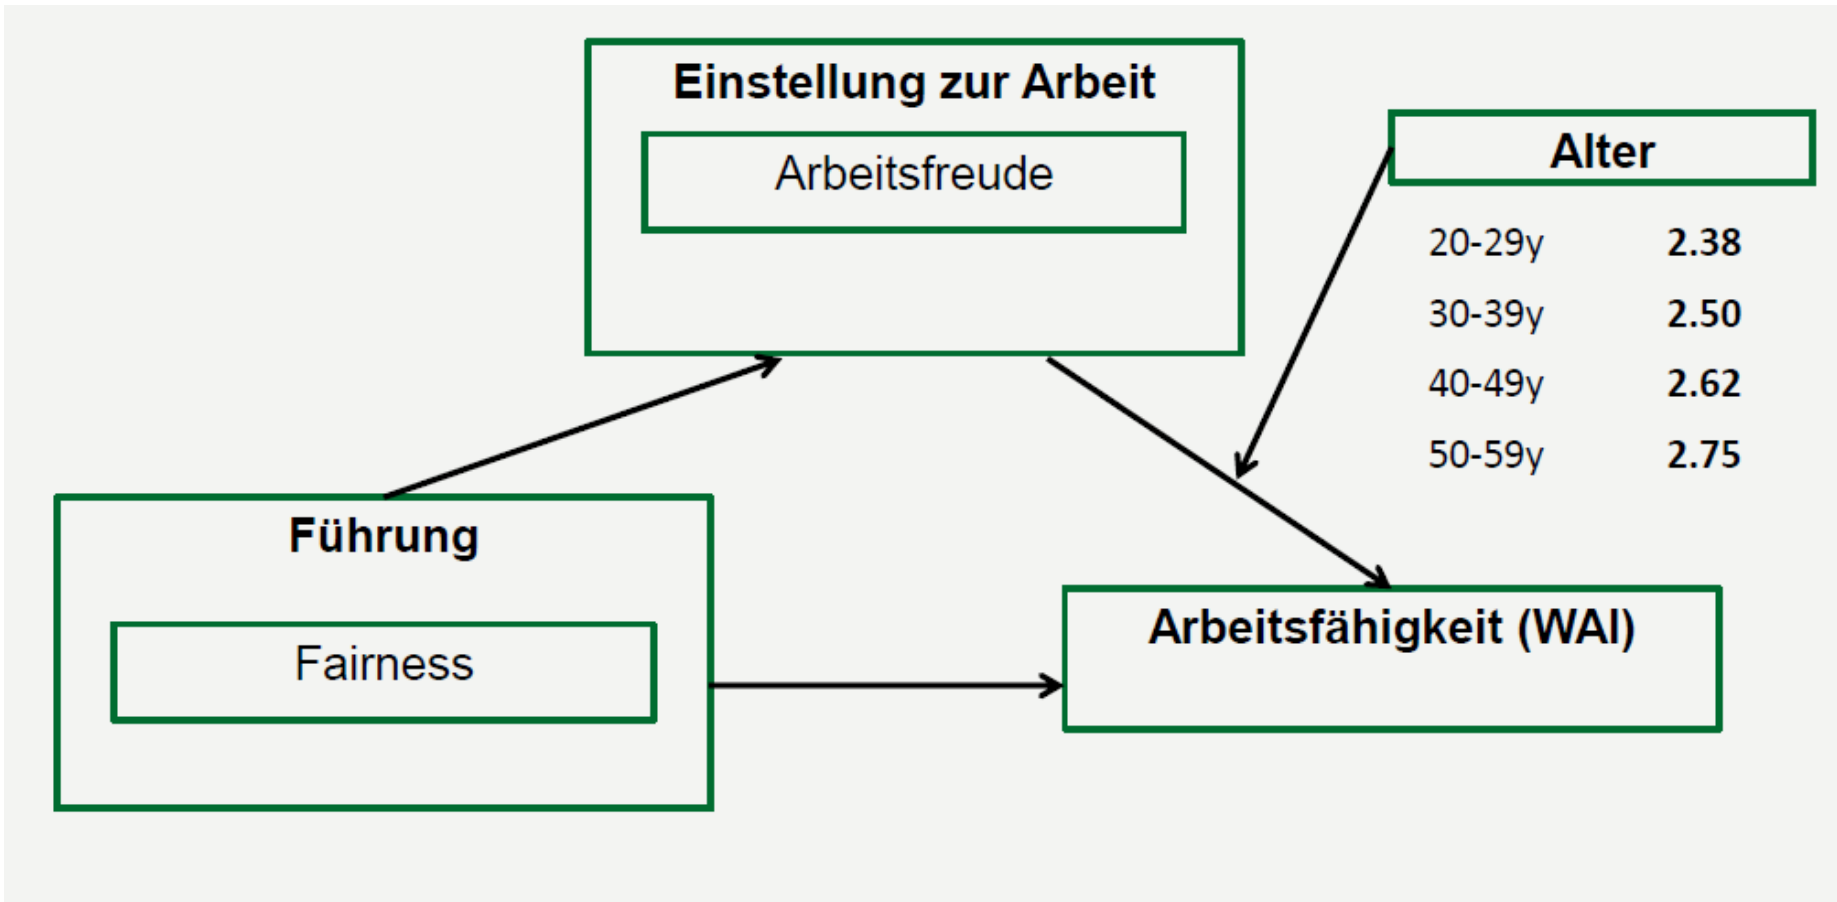 Einstellung zur Arbeit
Arbeitsfreude
Alter
20-29y 2.38
30-39y 2.50
40-49y 2.62
50-59y 2.75
Führung
Fairness
Arbeitsfähigkeit (WAI)